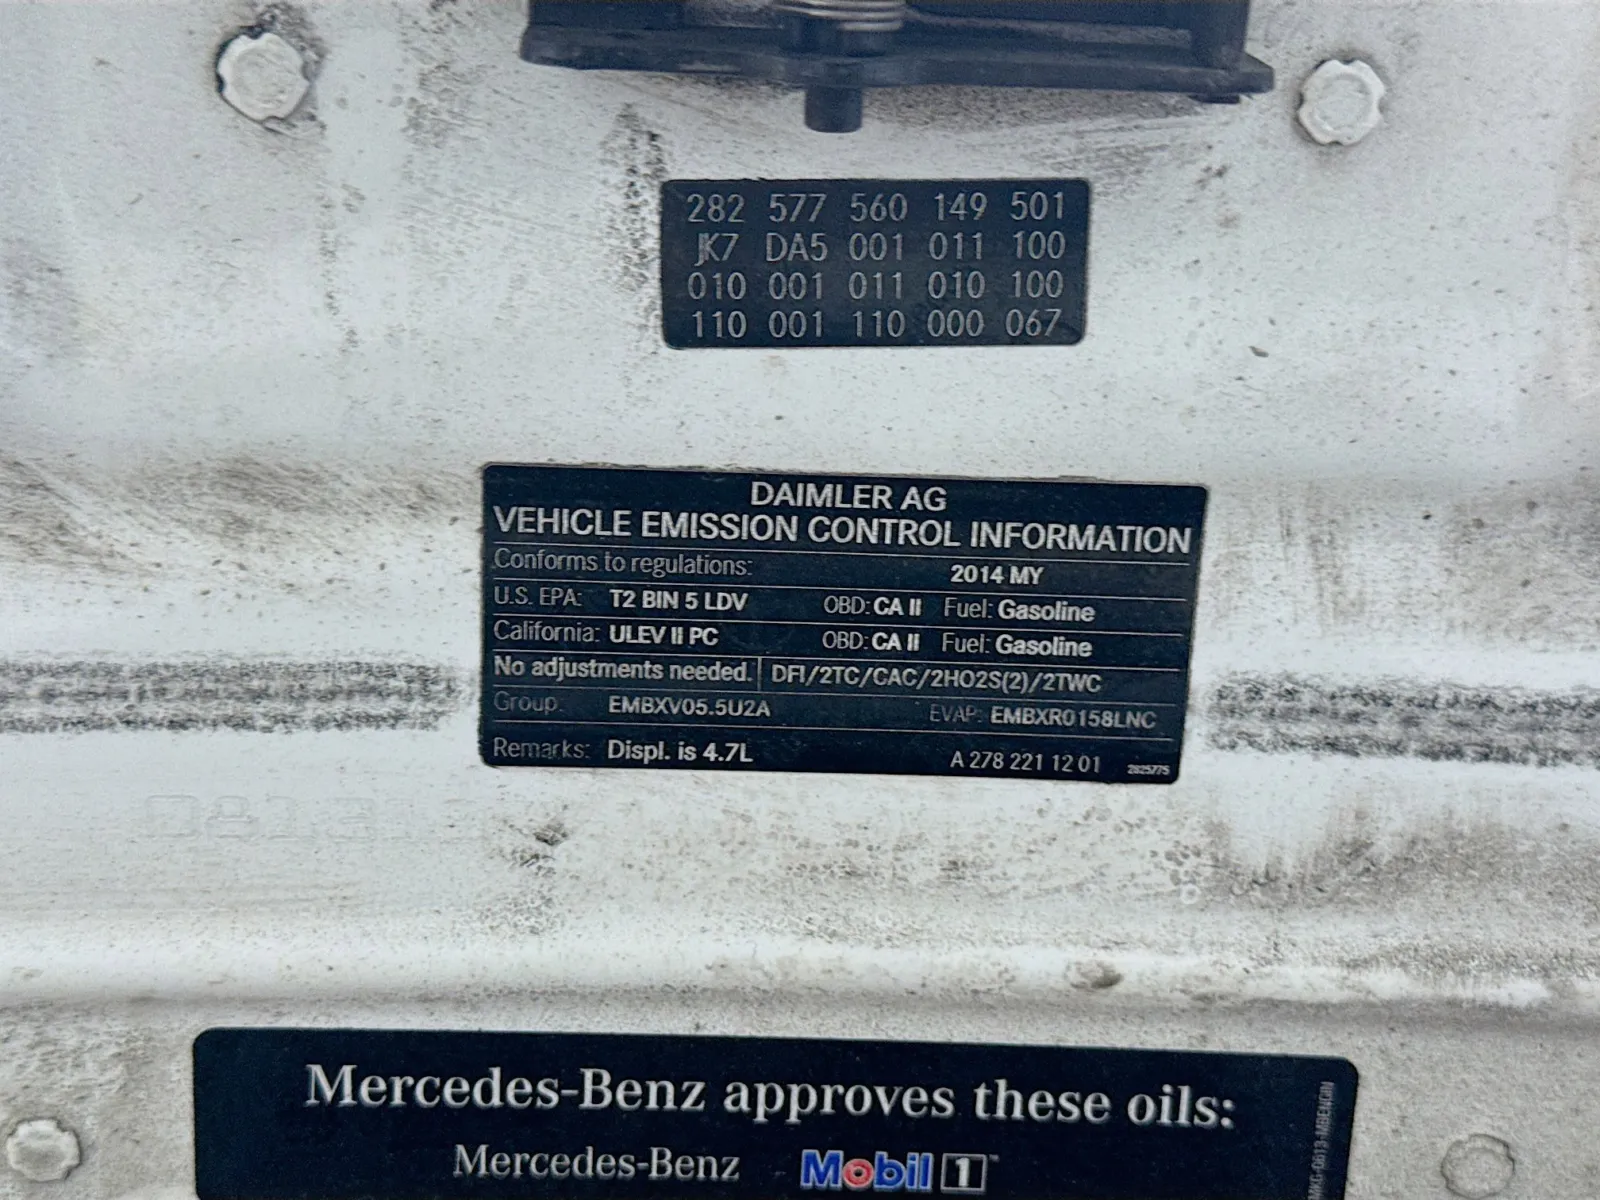 282 577 560 149 501
JK7 DA5 001 011 100
010 001 011 010 100
110 001 110 000 067
DAIMLER AG
VEHICLE EMISSION CONTROL INFORMATION
Conforms to regulations: 2014 MY
U.S. EPA: T2 BIN 5 LDV OBD: CA II Fuel: Gasoline
California: ULEV II PC OBD: CA II Fuel: Gasoline
No adjustments needed. DFI/2TC/CAC/2HO2S(2)/2TWC
Group: EMBXV05.5U2A EVAP: EMBXR0158LNC
Remarks: Displ. is 4.7L A 278 221 12 01 2825775
Mercedes-Benz approves these oils:
Mercedes-Benz Mobil 1